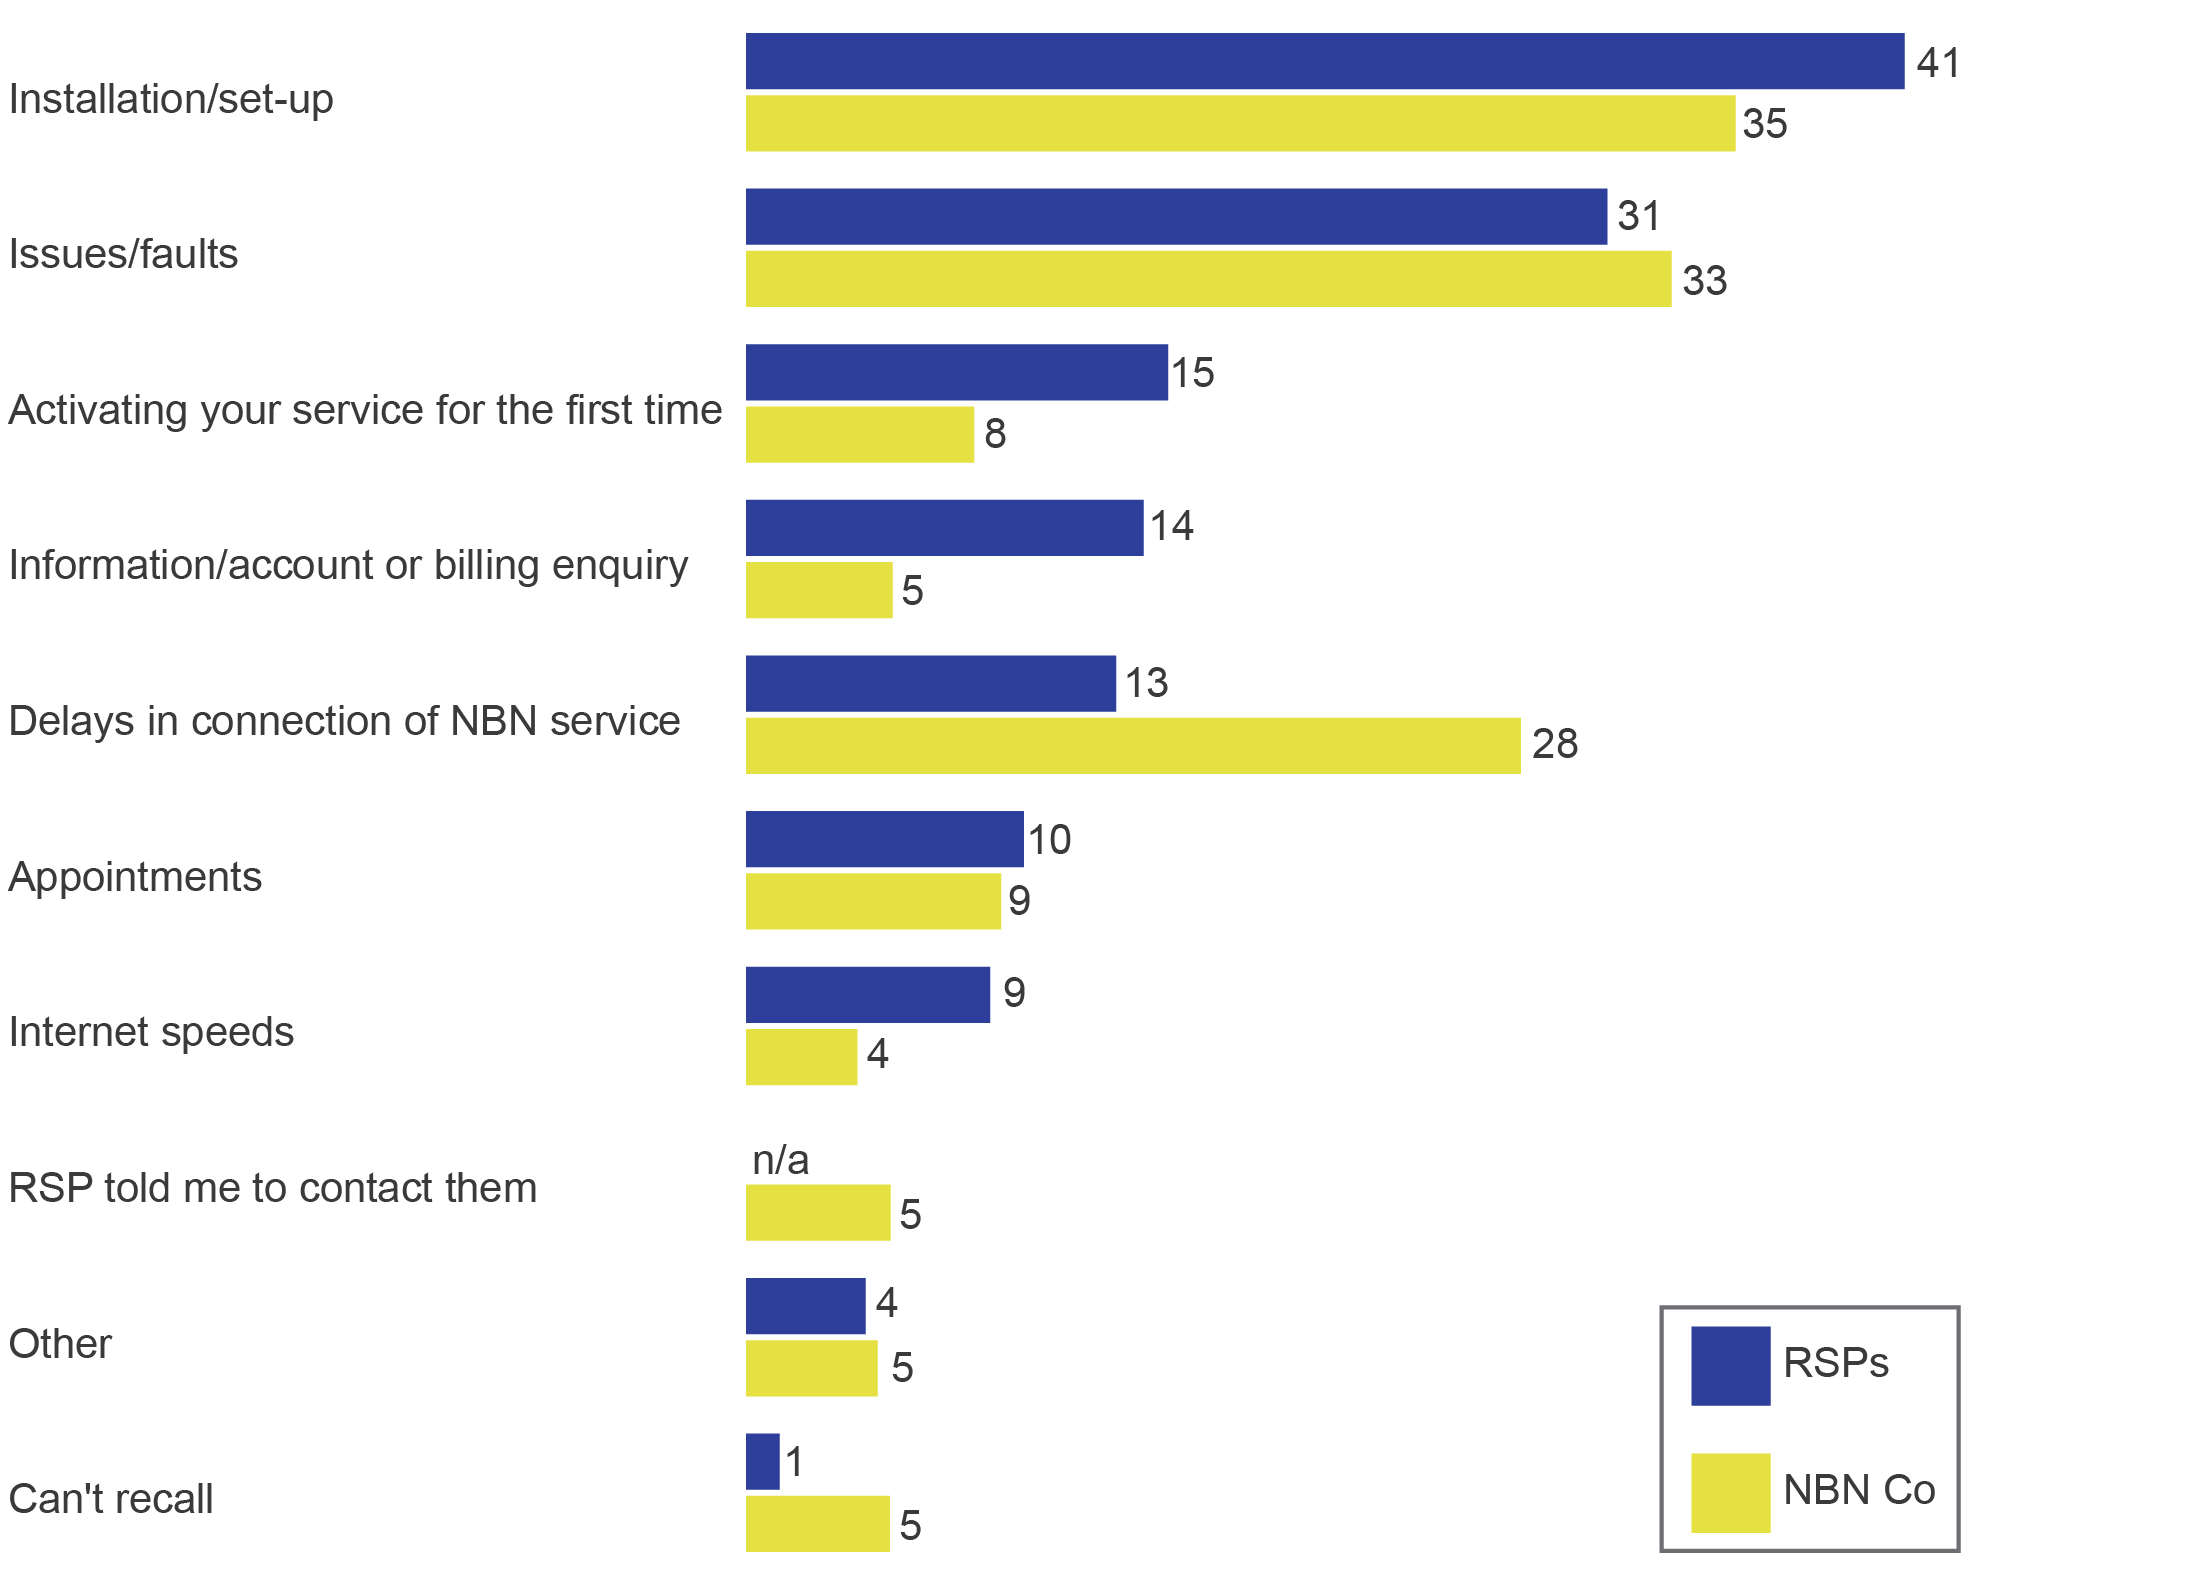 Installation/set-up
41
35
Issues/faults
31
33
Activating your service for the first time
15
8
Information/account or billing enquiry
14
5
Delays in connection of NBN service
13
28
Appointments
10
9
Internet speeds
9
4
RSP told me to contact them
n/a
5
Other
4
5
Can't recall
1
5
RSPs
NBN Co